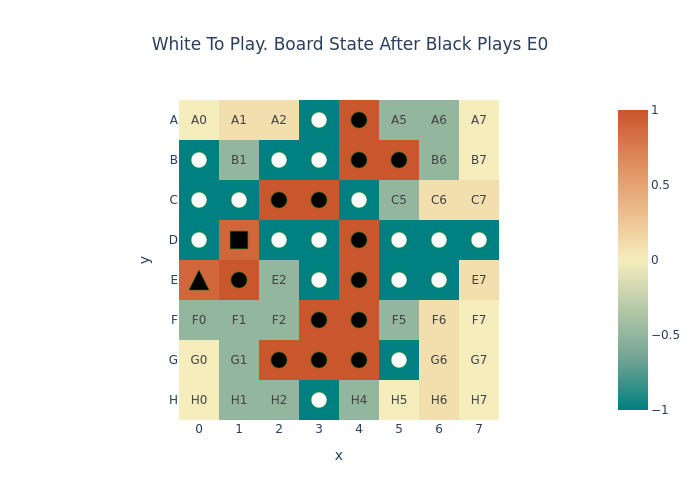 White To Play. Board State After Black Plays E0
A A0 A1 A2 A5 A6 A7
B B1 B6 B7
C C5 C6 C7
D
E E2 E7
F F0 F1 F2 F5 F6 F7
G G0 G1 G6 G7
H H0 H1 H2 H4 H5 H6 H7
0 1 2 3 4 5 6 7
x
y
1
0.5
0
−0.5
−1